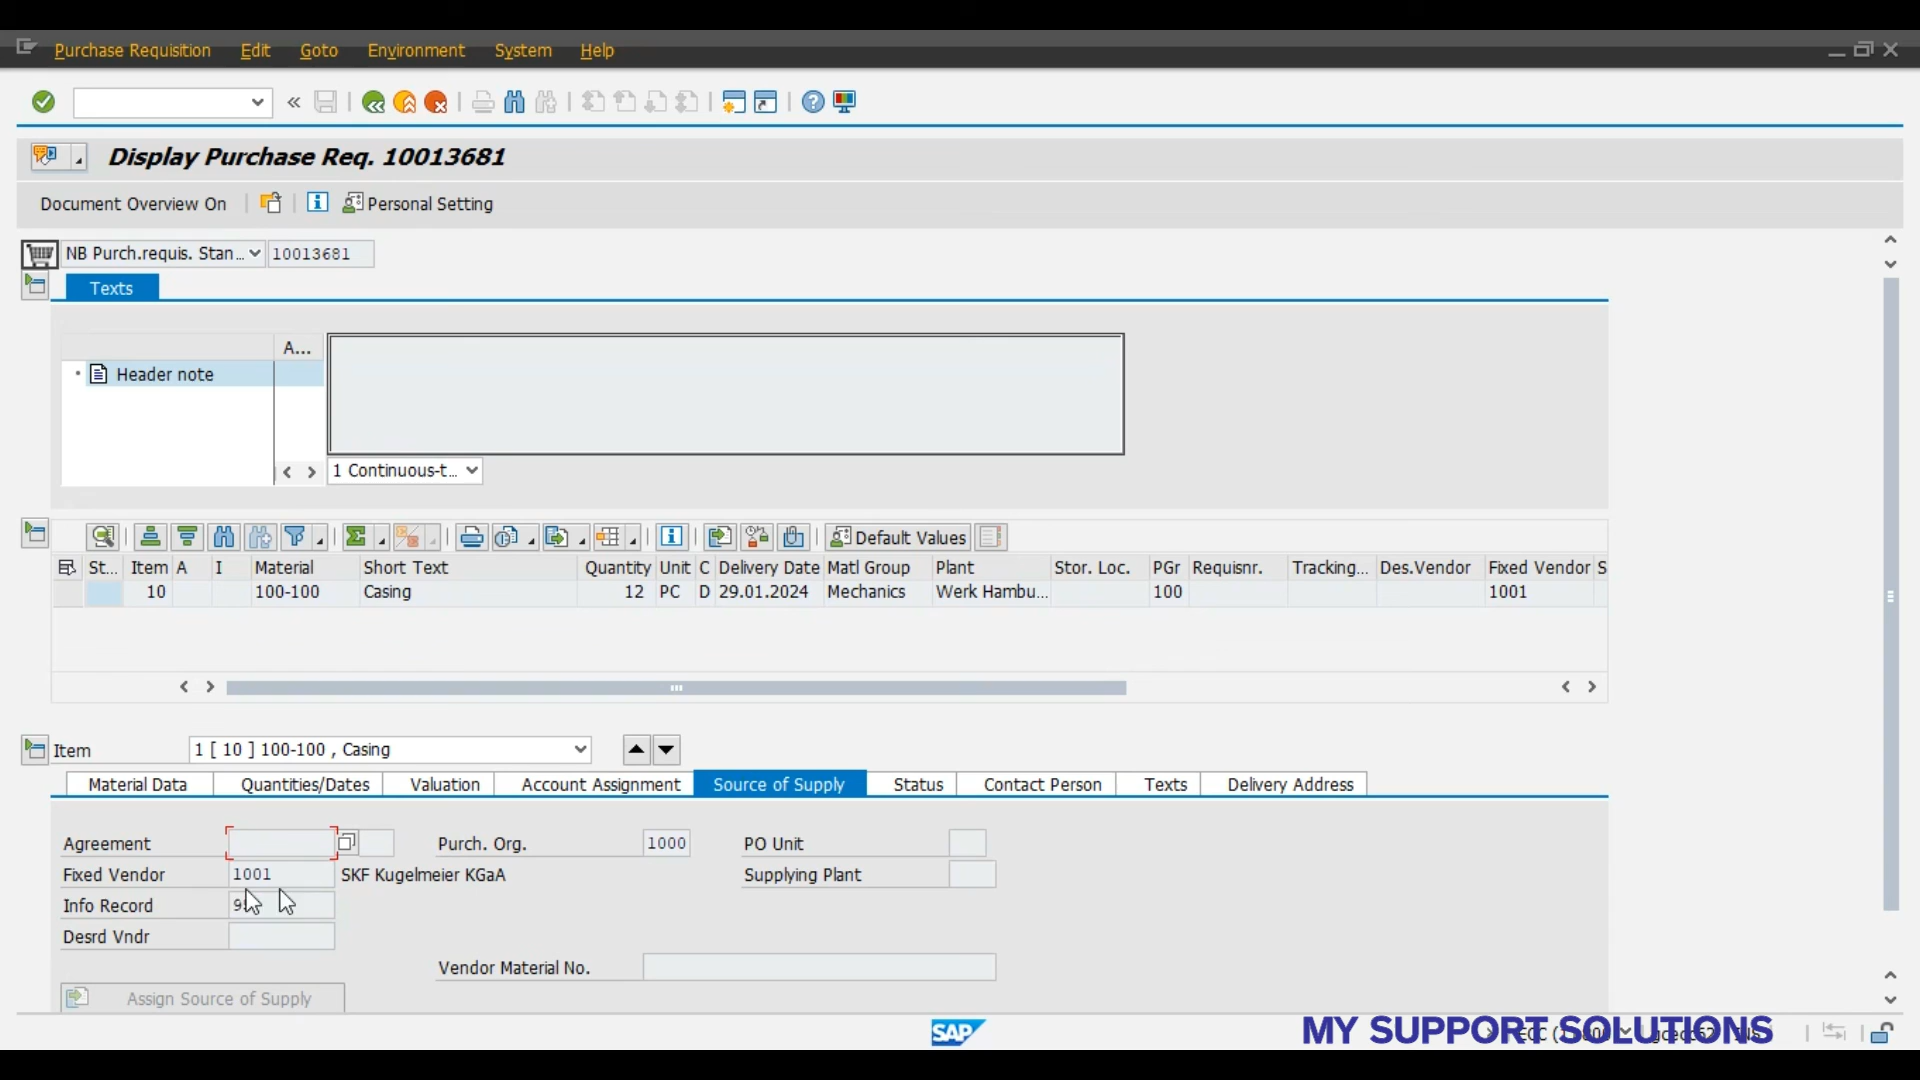 Purchase Requisition Edit Goto Environment System Help
Display Purchase Req. 10013681
Document Overview On Personal Setting
NB Purch.requis. Stan... 10013681
Texts
A...
Header note
1 Continuous-t...
Default Values
St... Item A I Material Short Text Quantity Unit C Delivery Date Matl Group Plant Stor. Loc. PGr Requisnr. Tracking... Des.Vendor Fixed Vendor S
10 100-100 Casing 12 PC D 29.01.2024 Mechanics Werk Hambu... 100 1001
Item 1 [ 10 ] 100-100 , Casing
Material Data Quantities/Dates Valuation Account Assignment Source of Supply Status Contact Person Texts Delivery Address
Agreement Purch. Org. 1000 PO Unit
Fixed Vendor 1001 SKF Kugelmeier KGaA Supplying Plant
Info Record
Desrd Vndr
Vendor Material No.
Assign Source of Supply
SAP
MY SUPPORT SOLUTIONS